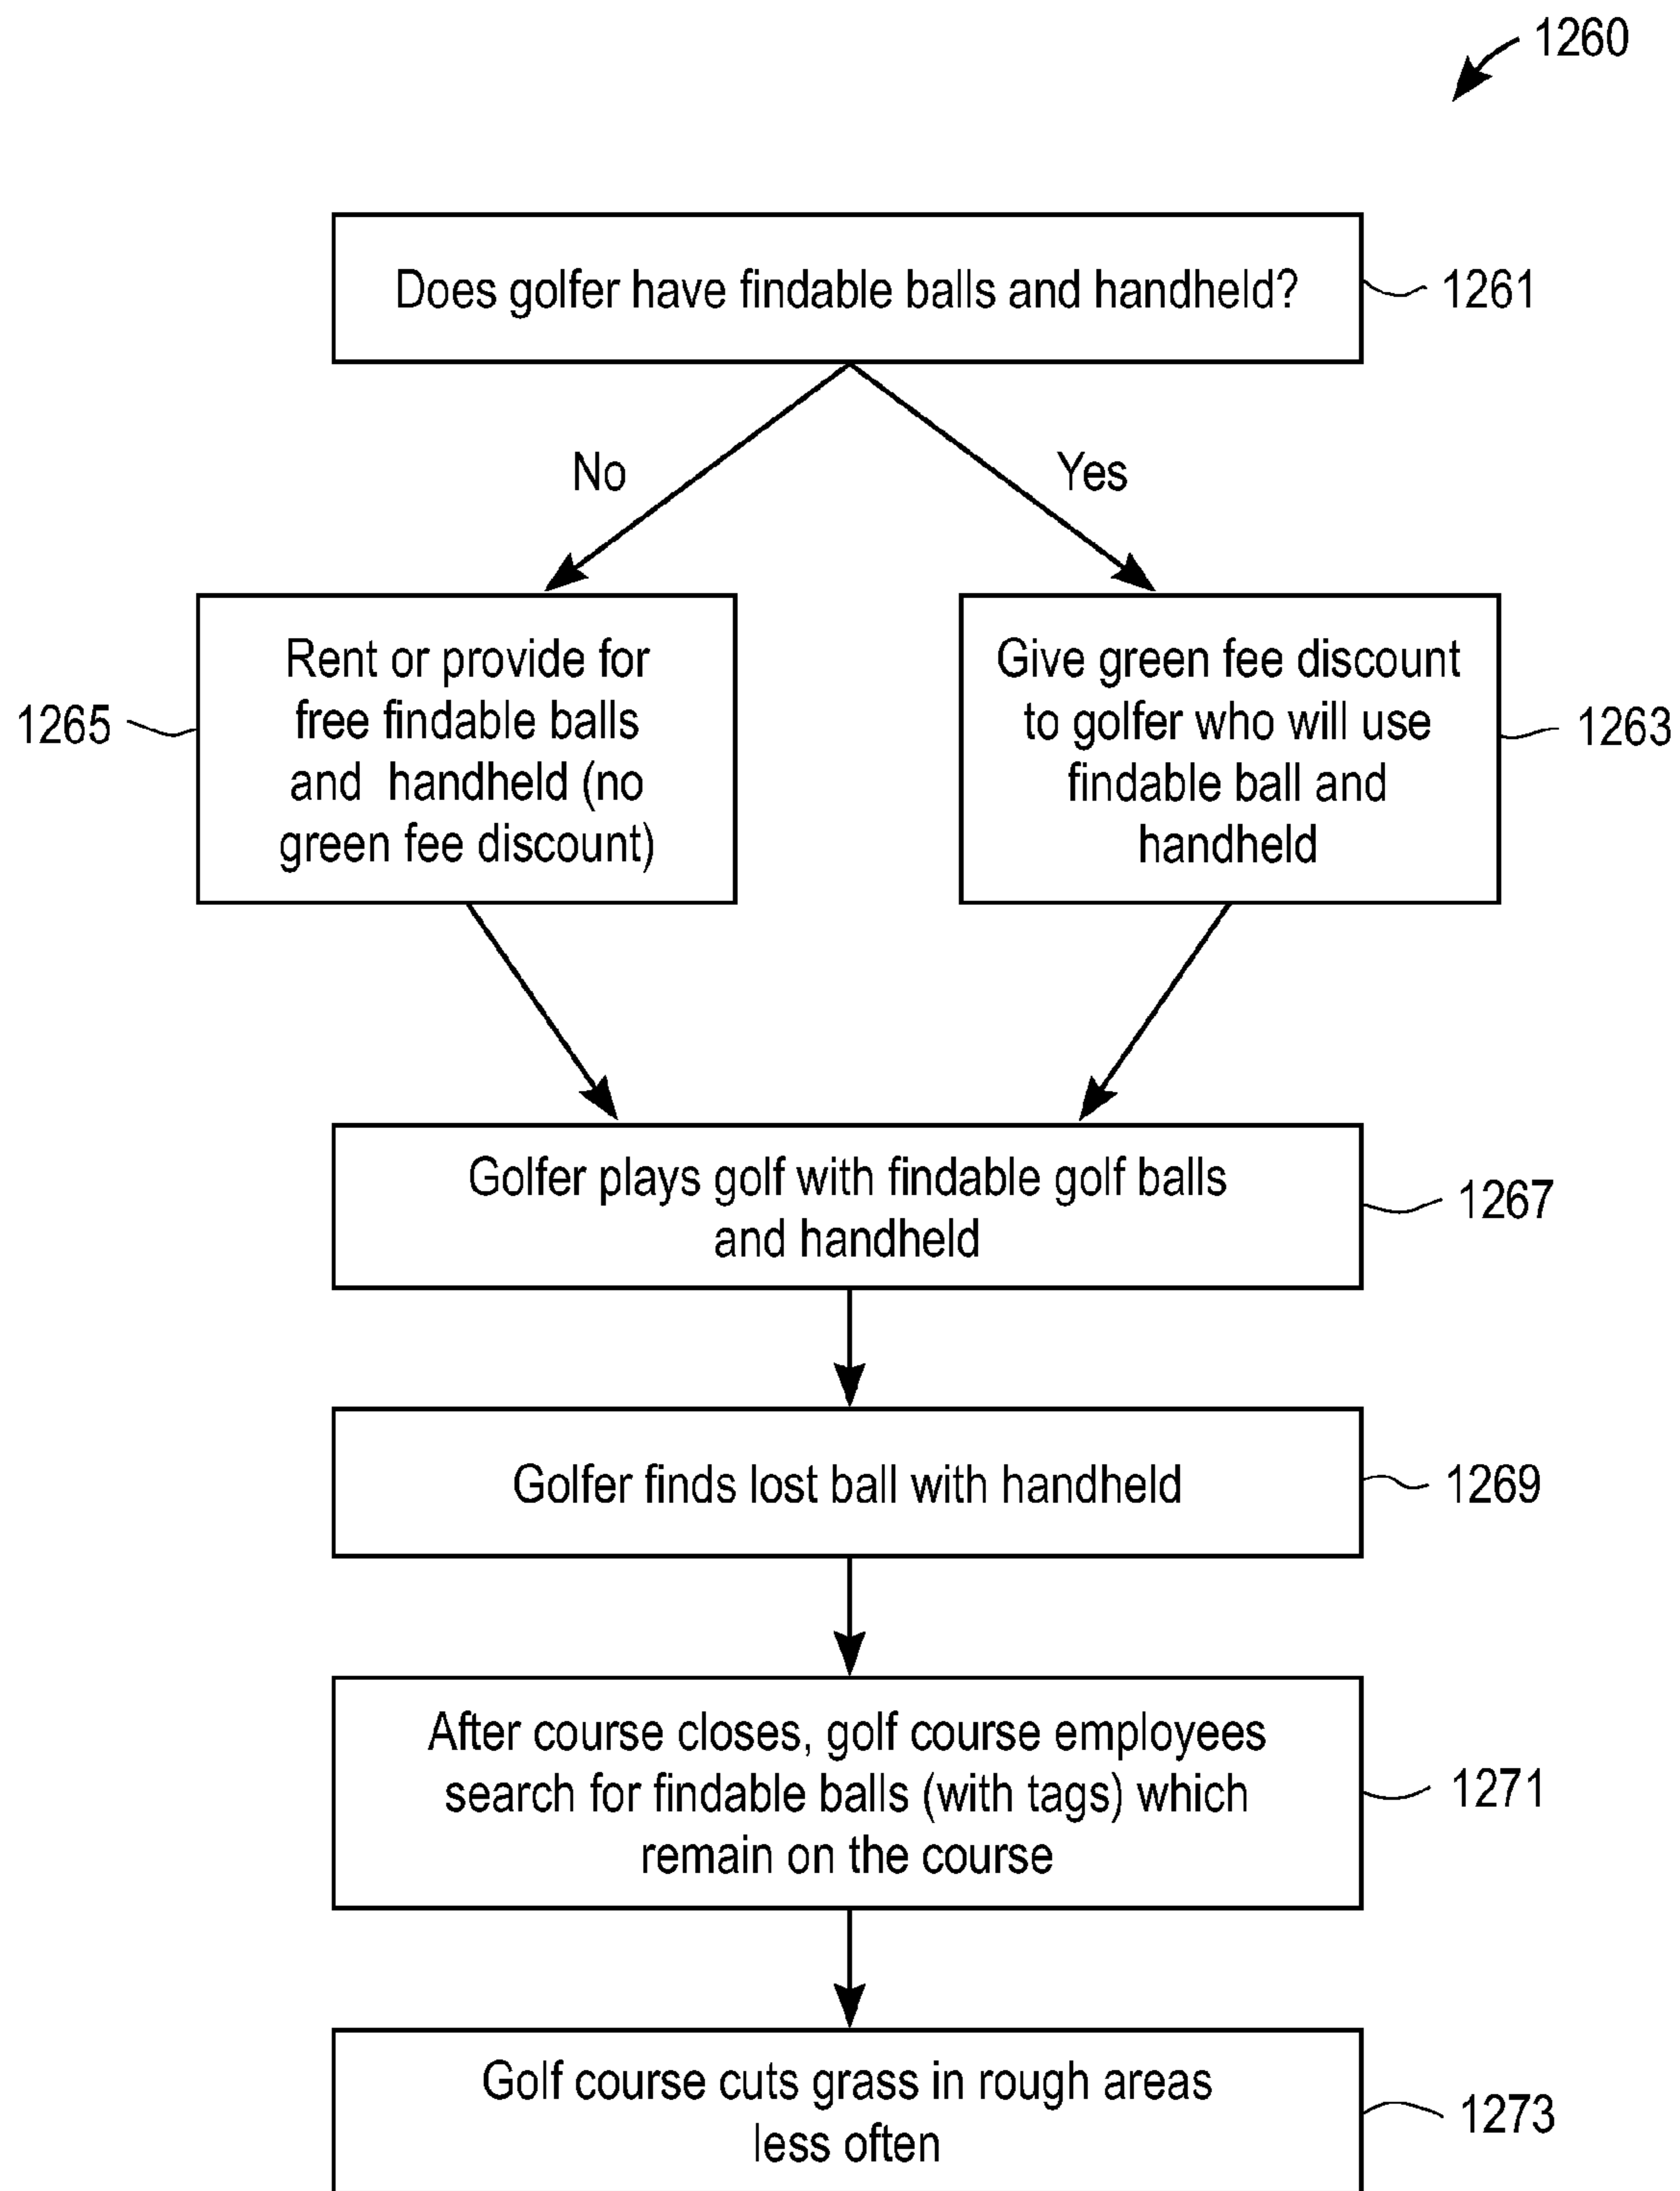 1260
Does golfer have findable balls and handheld?
1261
No
Yes
Rent or provide for
free findable balls
and handheld (no
green fee discount)
1265
Give green fee discount
to golfer who will use
findable ball and
handheld
1263
Golfer plays golf with findable golf balls
and handheld
1267
Golfer finds lost ball with handheld
1269
After course closes, golf course employees
search for findable balls (with tags) which
remain on the course
1271
Golf course cuts grass in rough areas
less often
1273